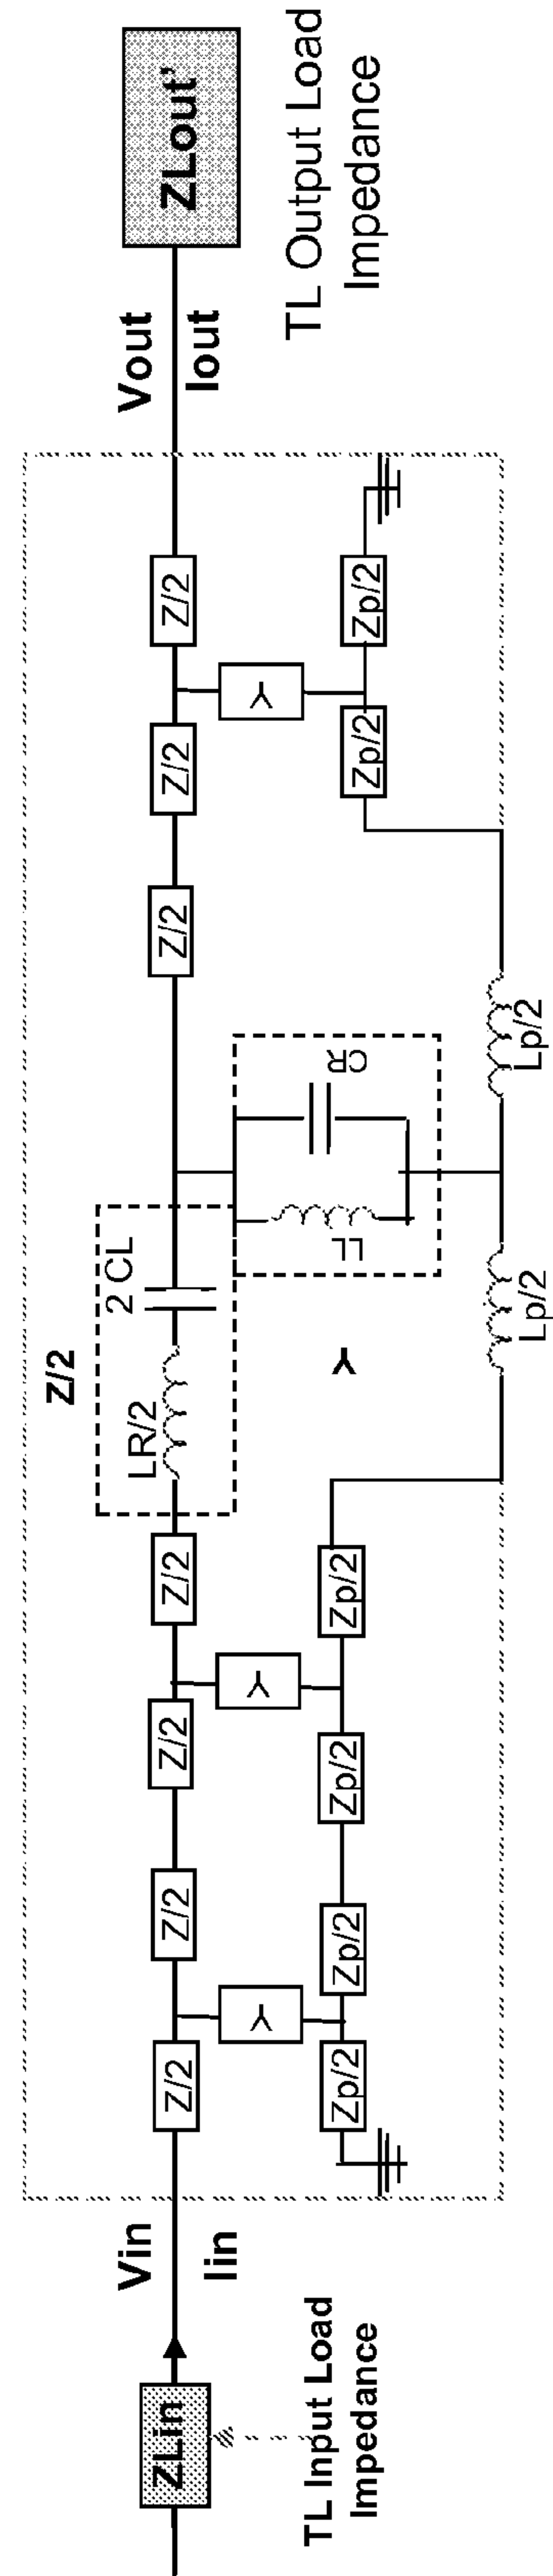 ZLin
TL Input Load
Impedance
Vin
Iin
Z/2
Z/2
Z/2
Z/2
Z/2
LR/2
2 CL
Z/2
Z/2
Z/2
Y
Y
Y
LL
CR
Y
Zp/2
Zp/2
Zp/2
Zp/2
Lp/2
Lp/2
Zp/2
Zp/2
Vout
Iout
ZLout'
TL Output Load
Impedance